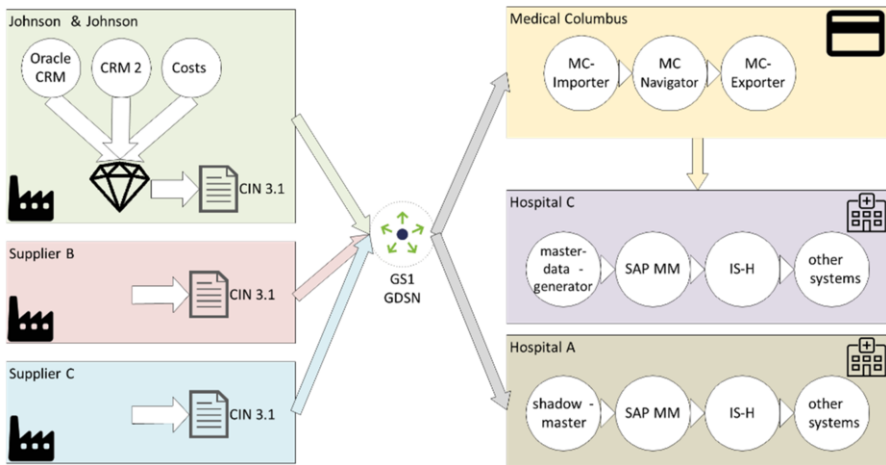 Johnson & Johnson
Oracle
CRM
CRM 2
Costs
CIN 3.1
Supplier B
CIN 3.1
Supplier C
CIN 3.1
GS1
GDSN
Medical Columbus
MC-
Importer
MC
Navigator
MC-
Exporter
Hospital C
master-
data -
generator
SAP MM
IS-H
other
systems
Hospital A
shadow -
master
SAP MM
IS-H
other
systems